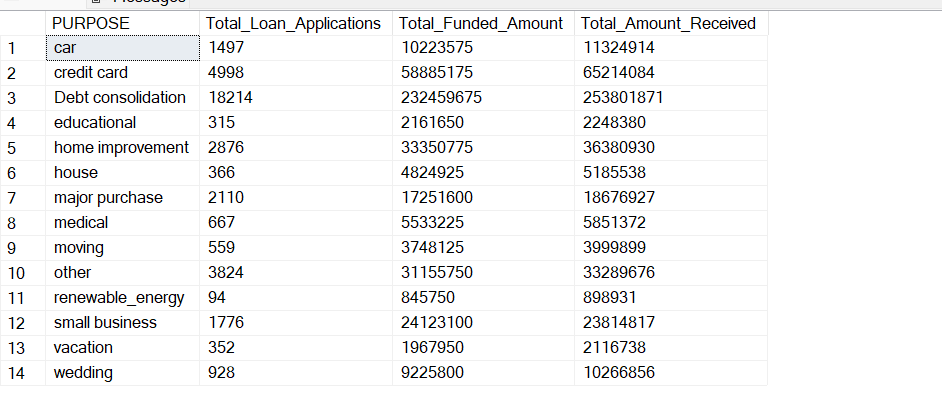 Messages
PURPOSE Total_Loan_Applications Total_Funded_Amount Total_Amount_Received
1 car 1497 10223575 11324914
2 credit card 4998 58885175 65214084
3 Debt consolidation 18214 232459675 253801871
4 educational 315 2161650 2248380
5 home improvement 2876 33350775 36380930
6 house 366 4824925 5185538
7 major purchase 2110 17251600 18676927
8 medical 667 5533225 5851372
9 moving 559 3748125 3999899
10 other 3824 31155750 33289676
11 renewable_energy 94 845750 898931
12 small business 1776 24123100 23814817
13 vacation 352 1967950 2116738
14 wedding 928 9225800 10266856